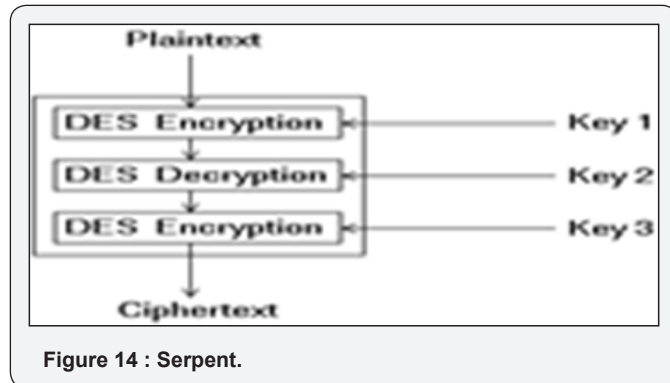 Plaintext
DES Encryption
Key 1
DES Decryption
Key 2
DES Encryption
Key 3
Ciphertext
Figure 14 : Serpent.